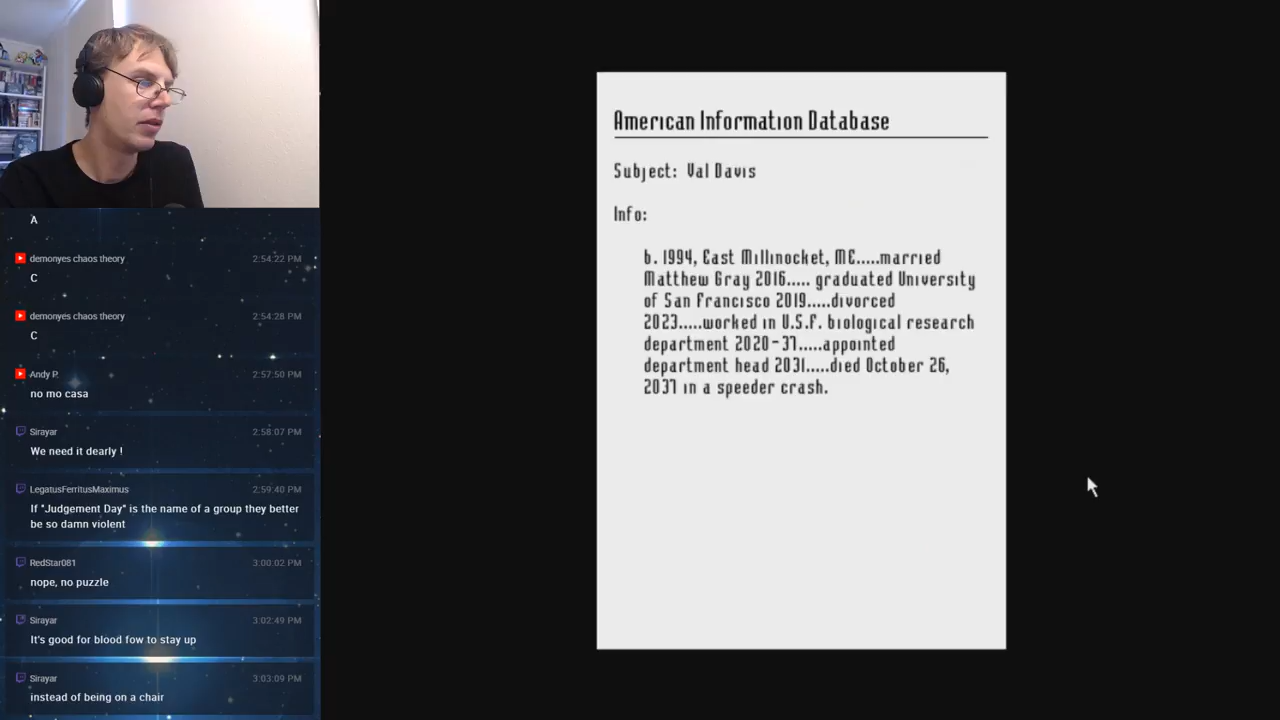 A
demonyes chaos theory 2:54:22 PM
C
demonyes chaos theory 2:54:28 PM
C
Andy P. 2:57:50 PM
no mo casa
Sirayar 2:58:07 PM
We need it dearly !
LegatusFerritusMaximus 2:59:40 PM
If "Judgement Day" is the name of a group they better
be so damn violent
RedStar081 3:00:02 PM
nope, no puzzle
Sirayar 3:02:49 PM
It's good for blood fow to stay up
Sirayar 3:03:09 PM
instead of being on a chair
American Information Database
Subject: Val Davis
Info:
b. 1994, East Millinocket, ME.....married
Matthew Gray 2016..... graduated University
of San Francisco 2019.....divorced
2023.....worked in U.S.F. biological research
department 2020-37.....appointed
department head 2031.....died October 26,
2037 in a speeder crash.